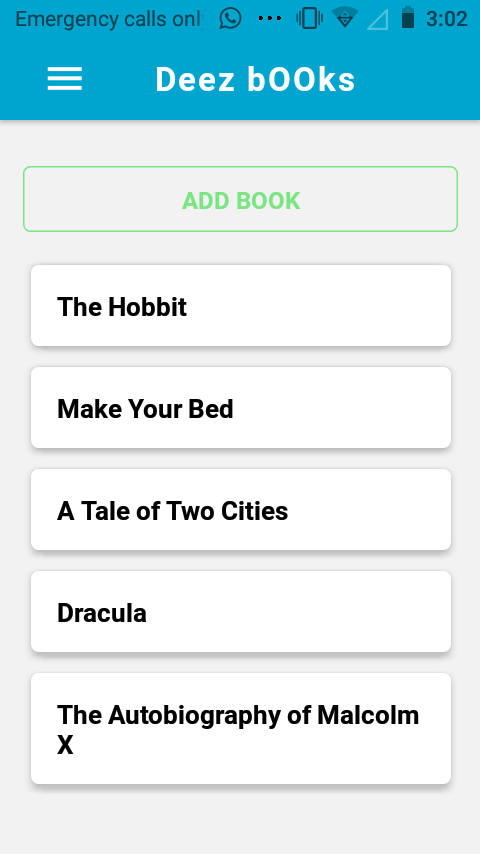 Emergency calls onl 3:02
Deez bOOks
ADD BOOK
The Hobbit
Make Your Bed
A Tale of Two Cities
Dracula
The Autobiography of Malcolm
X